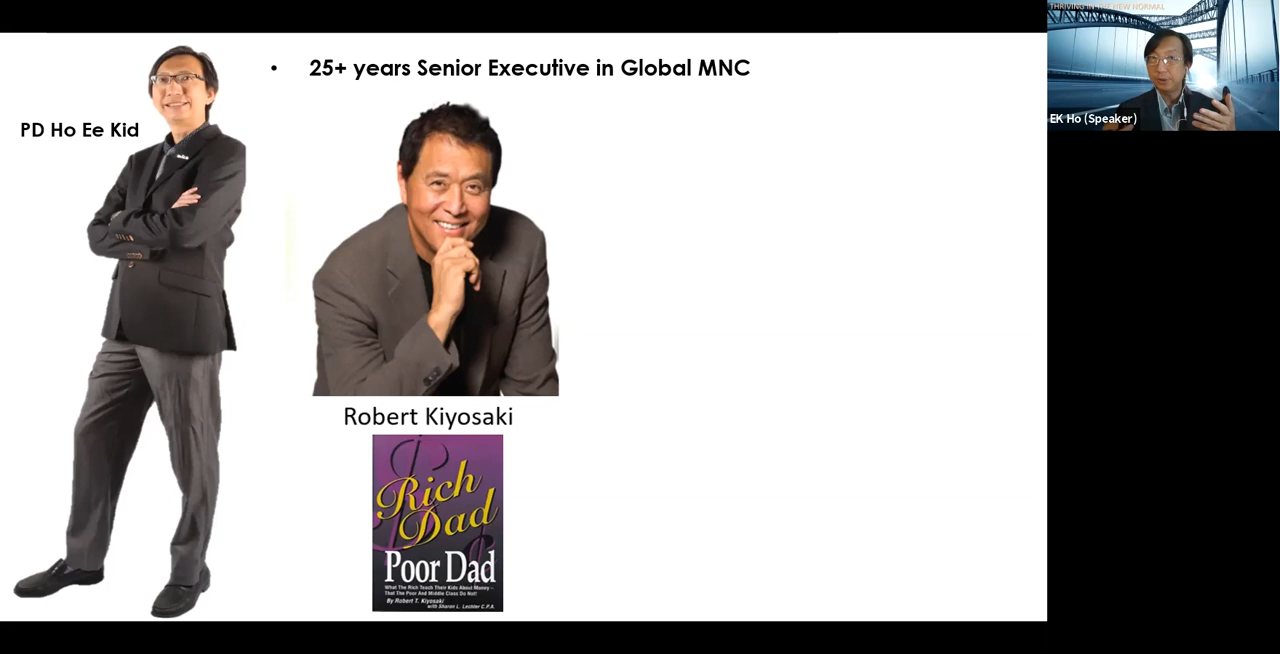 THRIVING IN THE NEW NORMAL
EK Ho (Speaker)
PD Ho Ee Kid
• 25+ years Senior Executive in Global MNC
Robert Kiyosaki
Rich
Dad
Poor Dad
What The Rich Teach Their Kids About Money –
That The Poor And Middle Class Do Not!
By Robert T. Kiyosaki
with Sharon L. Lechter C.P.A.